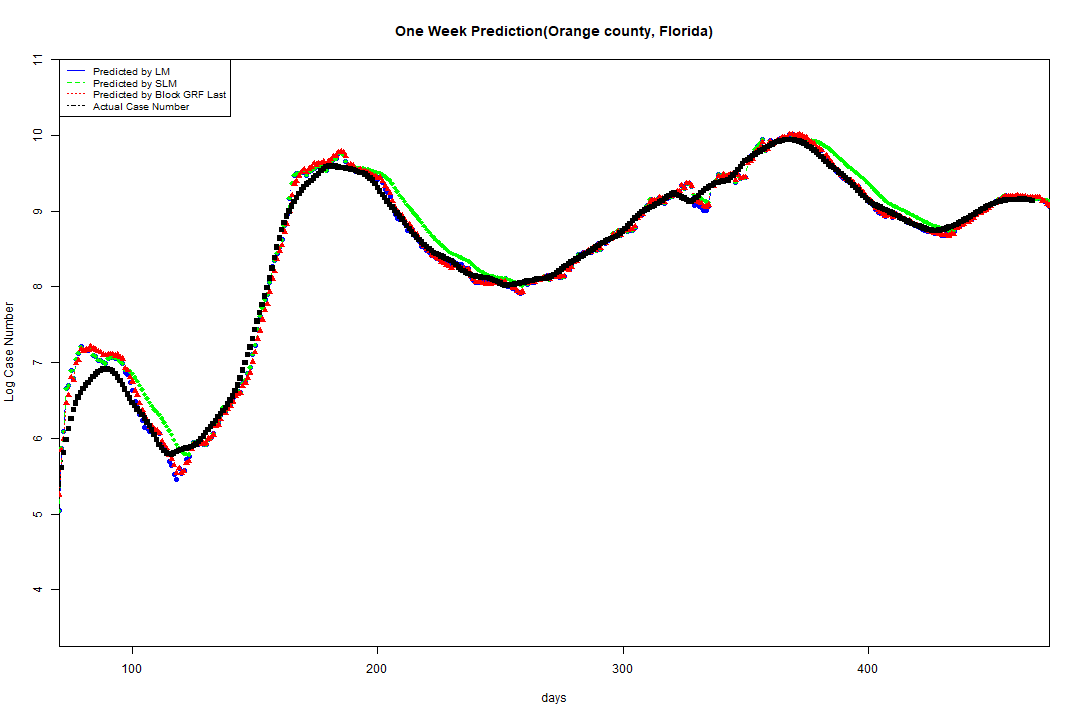 One Week Prediction(Orange county, Florida)
11
Predicted by LM
Predicted by SLM
Predicted by Block GRF Last
Actual Case Number
10
9
8
7
6
5
4
Log Case Number
100 200 300 400
days